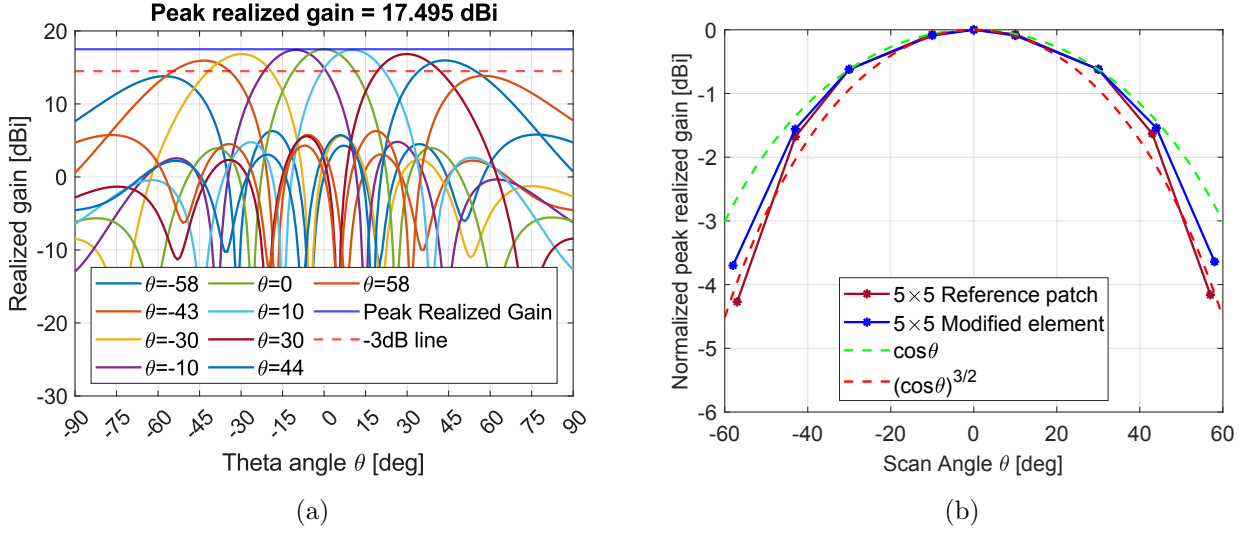 Peak realized gain = 17.495 dBi
20
10
0
-10
-20
-30
Realized gain [dBi]
θ=-58
θ=-43
θ=-30
θ=-10
θ=0
θ=10
θ=30
θ=44
θ=58
Peak Realized Gain
-3dB line
-90 -75 -60 -45 -30 -15 0 15 30 45 60 75 90
Theta angle θ [deg]
(a)
0
-1
-2
-3
-4
-5
-6
Normalized peak realized gain [dBi]
5×5 Reference patch
5×5 Modified element
cosθ
(cosθ)^3/2
-60 -40 -20 0 20 40 60
Scan Angle θ [deg]
(b)